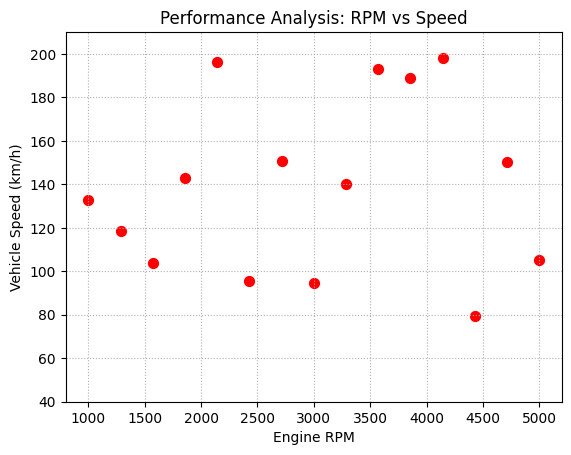 Performance Analysis: RPM vs Speed
Vehicle Speed (km/h)
200
180
160
140
120
100
80
60
40
1000 1500 2000 2500 3000 3500 4000 4500 5000
Engine RPM